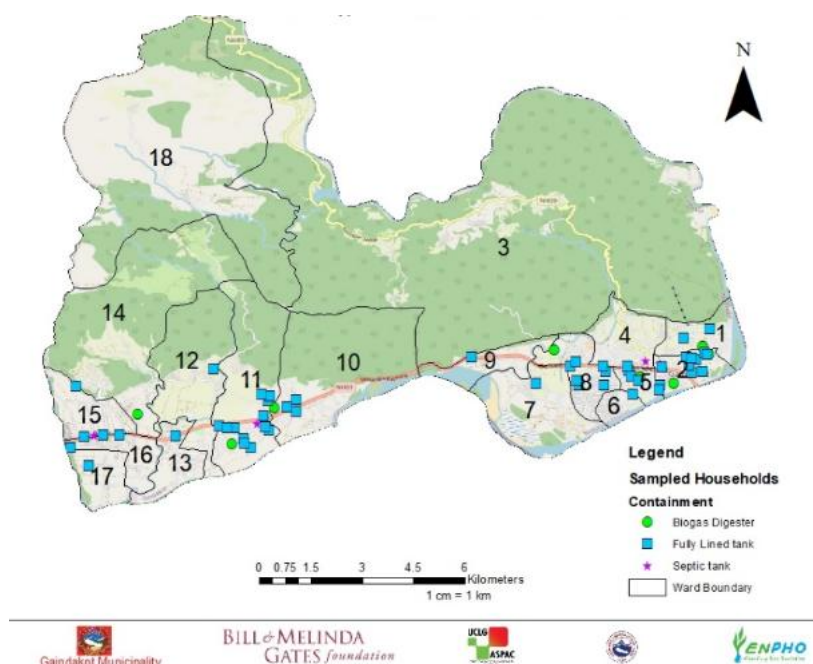 N
18
3
14
12
10
11
4
1
9
2
8
5
7
6
15
16
13
17
Legend
Sampled Households
Containment
Biogas Digester
Fully Lined tank
Septic tank
Ward Boundary
0 0.75 1.5 3 4.5 6
Kilometers
1 cm = 1 km
Gaindakot Municipality
BILL & MELINDA
GATES foundation
UCLG
ASPAC
ENPHO